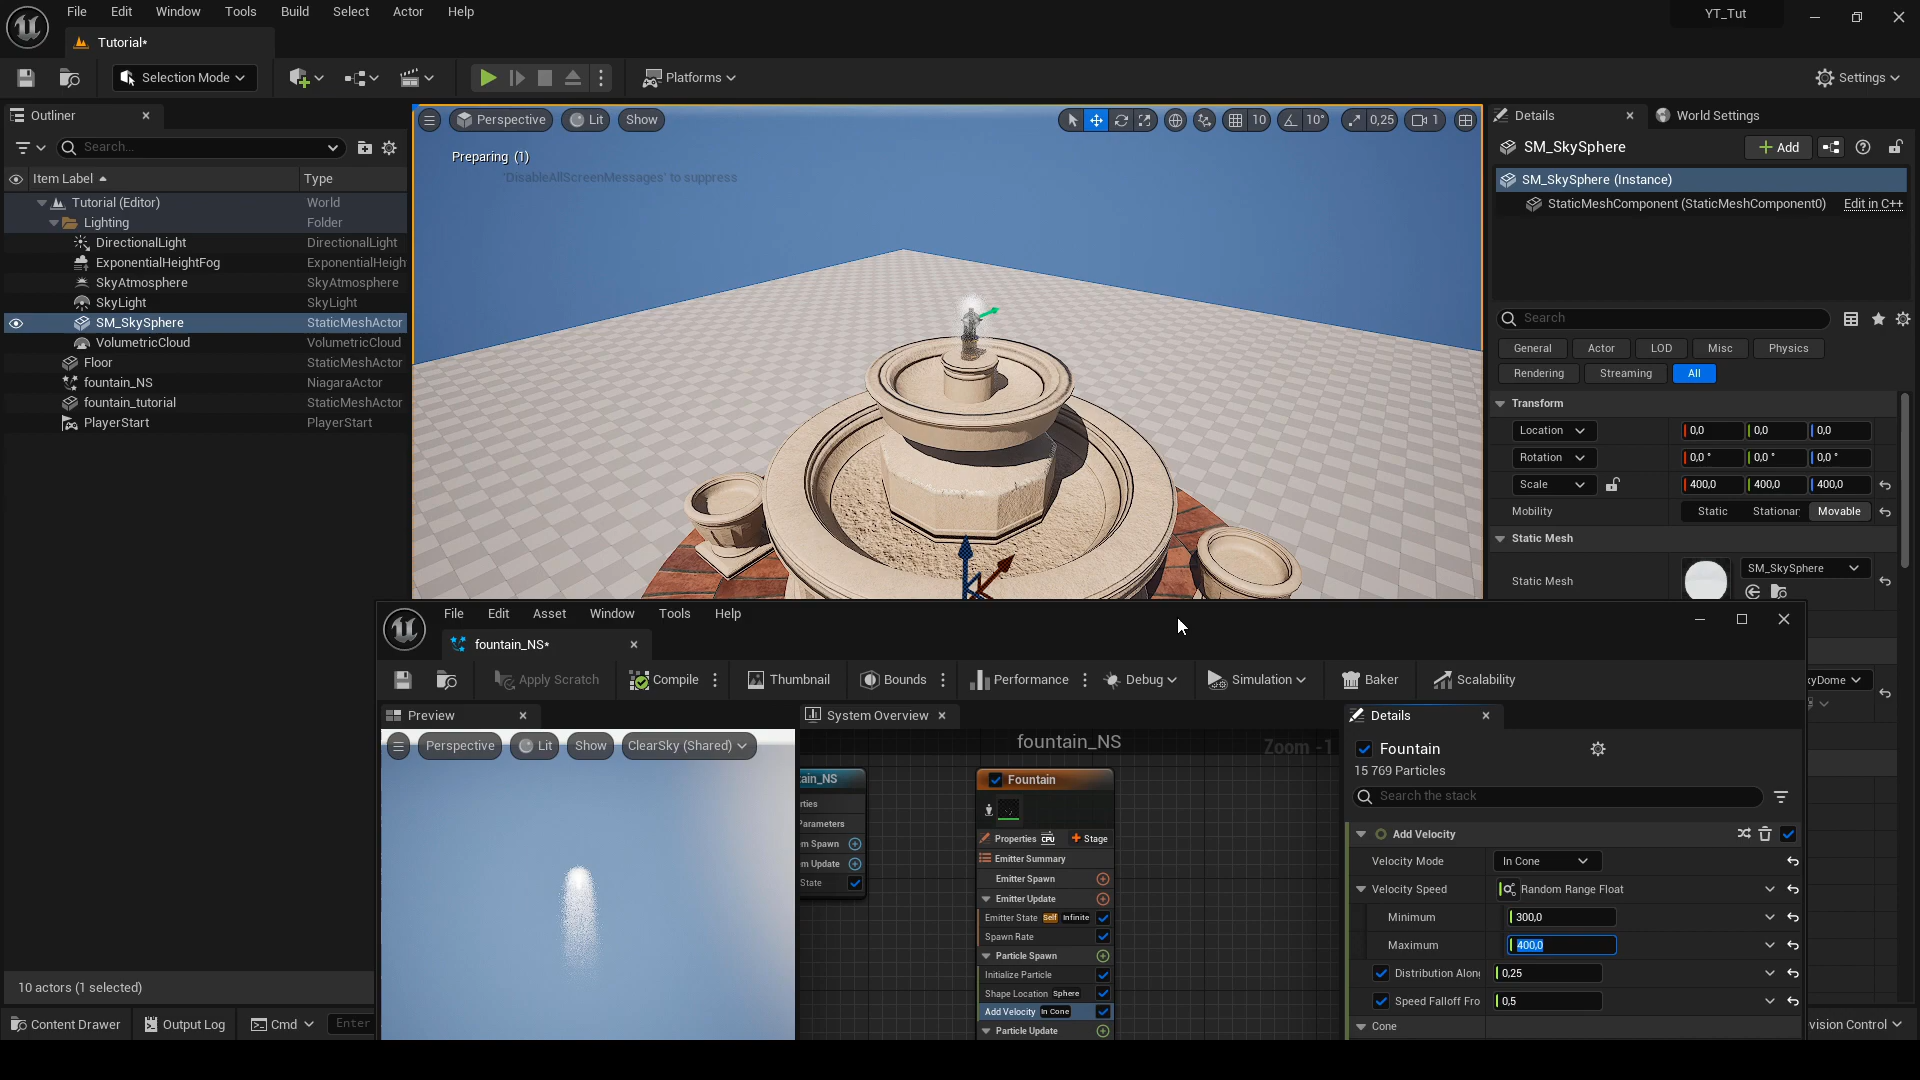 File Edit Window Tools Build Select Actor Help
YT_Tut
Tutorial*
Selection Mode
Platforms
Settings
Outliner
Search...
Item Label
Type
Tutorial (Editor) World
Lighting Folder
DirectionalLight DirectionalLight
ExponentialHeightFog ExponentialHeigh
SkyAtmosphere SkyAtmosphere
SkyLight SkyLight
SM_SkySphere StaticMeshActor
VolumetricCloud VolumetricCloud
Floor StaticMeshActor
fountain_NS NiagaraActor
fountain_tutorial StaticMeshActor
PlayerStart PlayerStart
10 actors (1 selected)
Content Drawer
Output Log
Cmd
Enter
Perspective
Lit
Show
10
10°
0,25
1
Preparing (1)
'DisableAllScreenMessages' to suppress
Details
World Settings
SM_SkySphere
Add
SM_SkySphere (Instance)
StaticMeshComponent (StaticMeshComponent0) Edit in C++
Search
General Actor LOD Misc Physics
Rendering Streaming All
Transform
Location 0,0 0,0 0,0
Rotation 0,0 ° 0,0 ° 0,0 °
Scale 400,0 400,0 400,0
Mobility Static Stationar Movable
Static Mesh
Static Mesh SM_SkySphere
kyDome
vision Control
File Edit Asset Window Tools Help
fountain_NS*
Apply Scratch
Compile
Thumbnail
Bounds
Performance
Debug
Simulation
Baker
Scalability
Preview
Perspective
Lit
Show
ClearSky (Shared)
System Overview
fountain_NS
Zoom -1
ain_NS
rties
Parameters
m Spawn
m Update
State
Fountain
Properties CPU Stage
Emitter Summary
Emitter Spawn
Emitter Update
Emitter State Self Infinite
Spawn Rate
Particle Spawn
Initialize Particle
Shape Location Sphere
Add Velocity In Cone
Particle Update
Details
Fountain
15 769 Particles
Search the stack
Add Velocity
Velocity Mode In Cone
Velocity Speed Random Range Float
Minimum 300,0
Maximum 400,0
Distribution Alon 0,25
Speed Falloff Fro 0,5
Cone